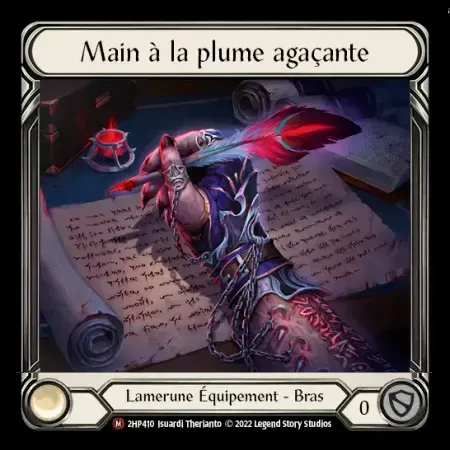 Main à la plume agaçante
Lamerune Équipement - Bras
0
M 2HP410 Isuardi Therianto © 2022 Legend Story Studios